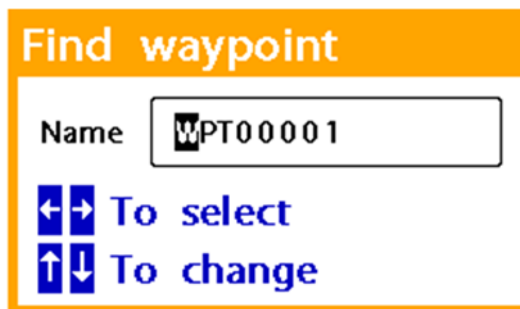 Find waypoint
Name WPT00001
←→ To select
↑↓ To change